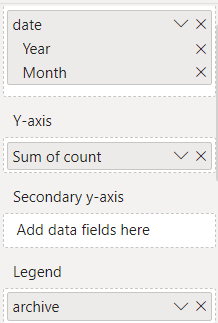 date
Year
Month
Y-axis
Sum of count
Secondary y-axis
Add data fields here
Legend
archive